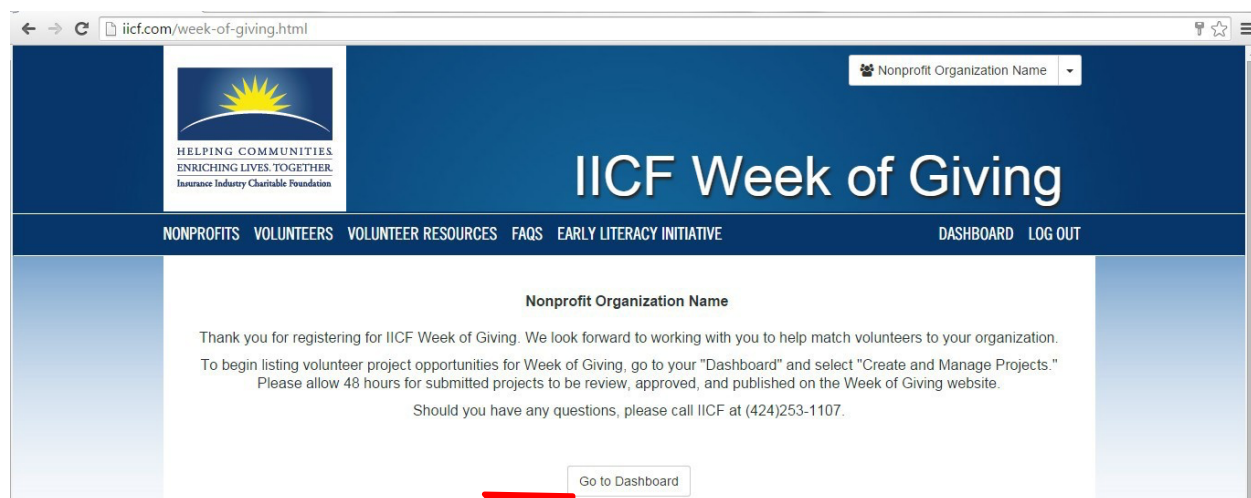 iicf.com/week-of-giving.html
Nonprofit Organization Name
HELPING COMMUNITIES.
ENRICHING LIVES. TOGETHER.
Insurance Industry Charitable Foundation
IICF Week of Giving
NONPROFITS VOLUNTEERS VOLUNTEER RESOURCES FAQS EARLY LITERACY INITIATIVE DASHBOARD LOG OUT
Nonprofit Organization Name
Thank you for registering for IICF Week of Giving. We look forward to working with you to help match volunteers to your organization.
To begin listing volunteer project opportunities for Week of Giving, go to your "Dashboard" and select "Create and Manage Projects."
Please allow 48 hours for submitted projects to be review, approved, and published on the Week of Giving website.
Should you have any questions, please call IICF at (424)253-1107.
Go to Dashboard